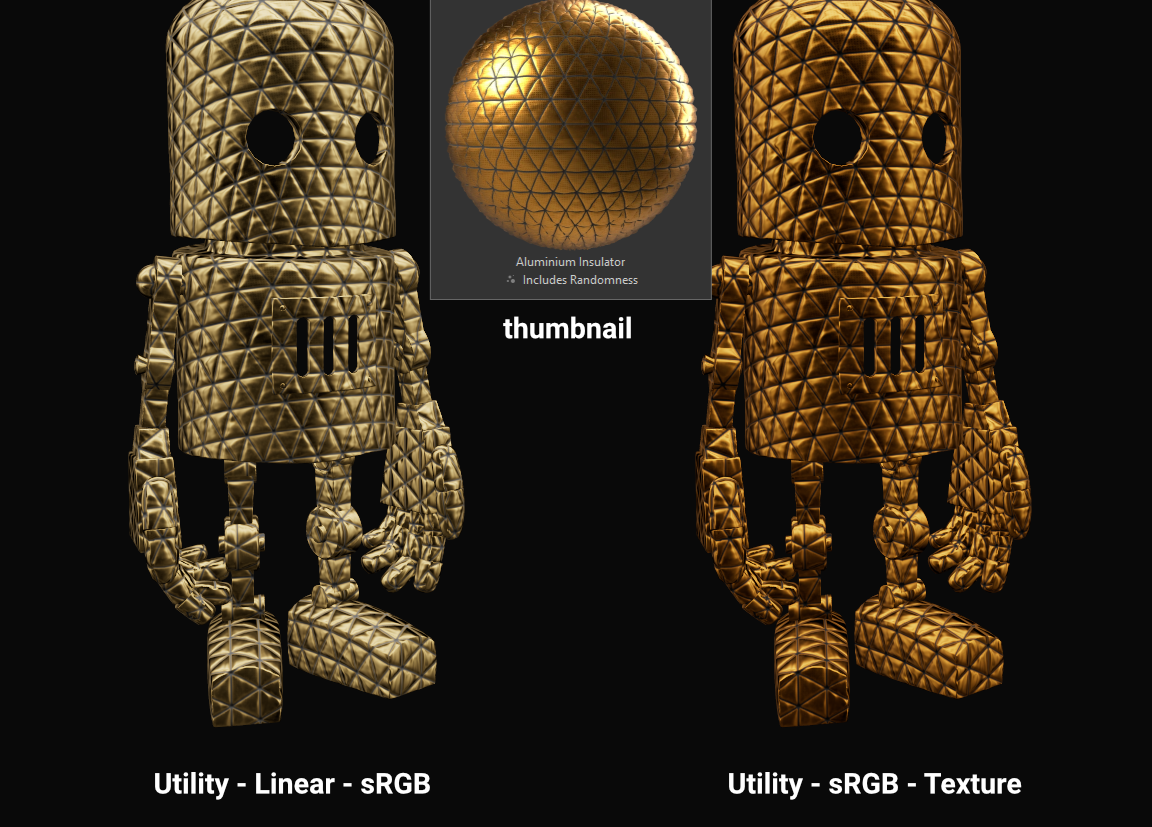 Aluminium Insulator
Includes Randomness
thumbnail
Utility - Linear - sRGB
Utility - sRGB - Texture